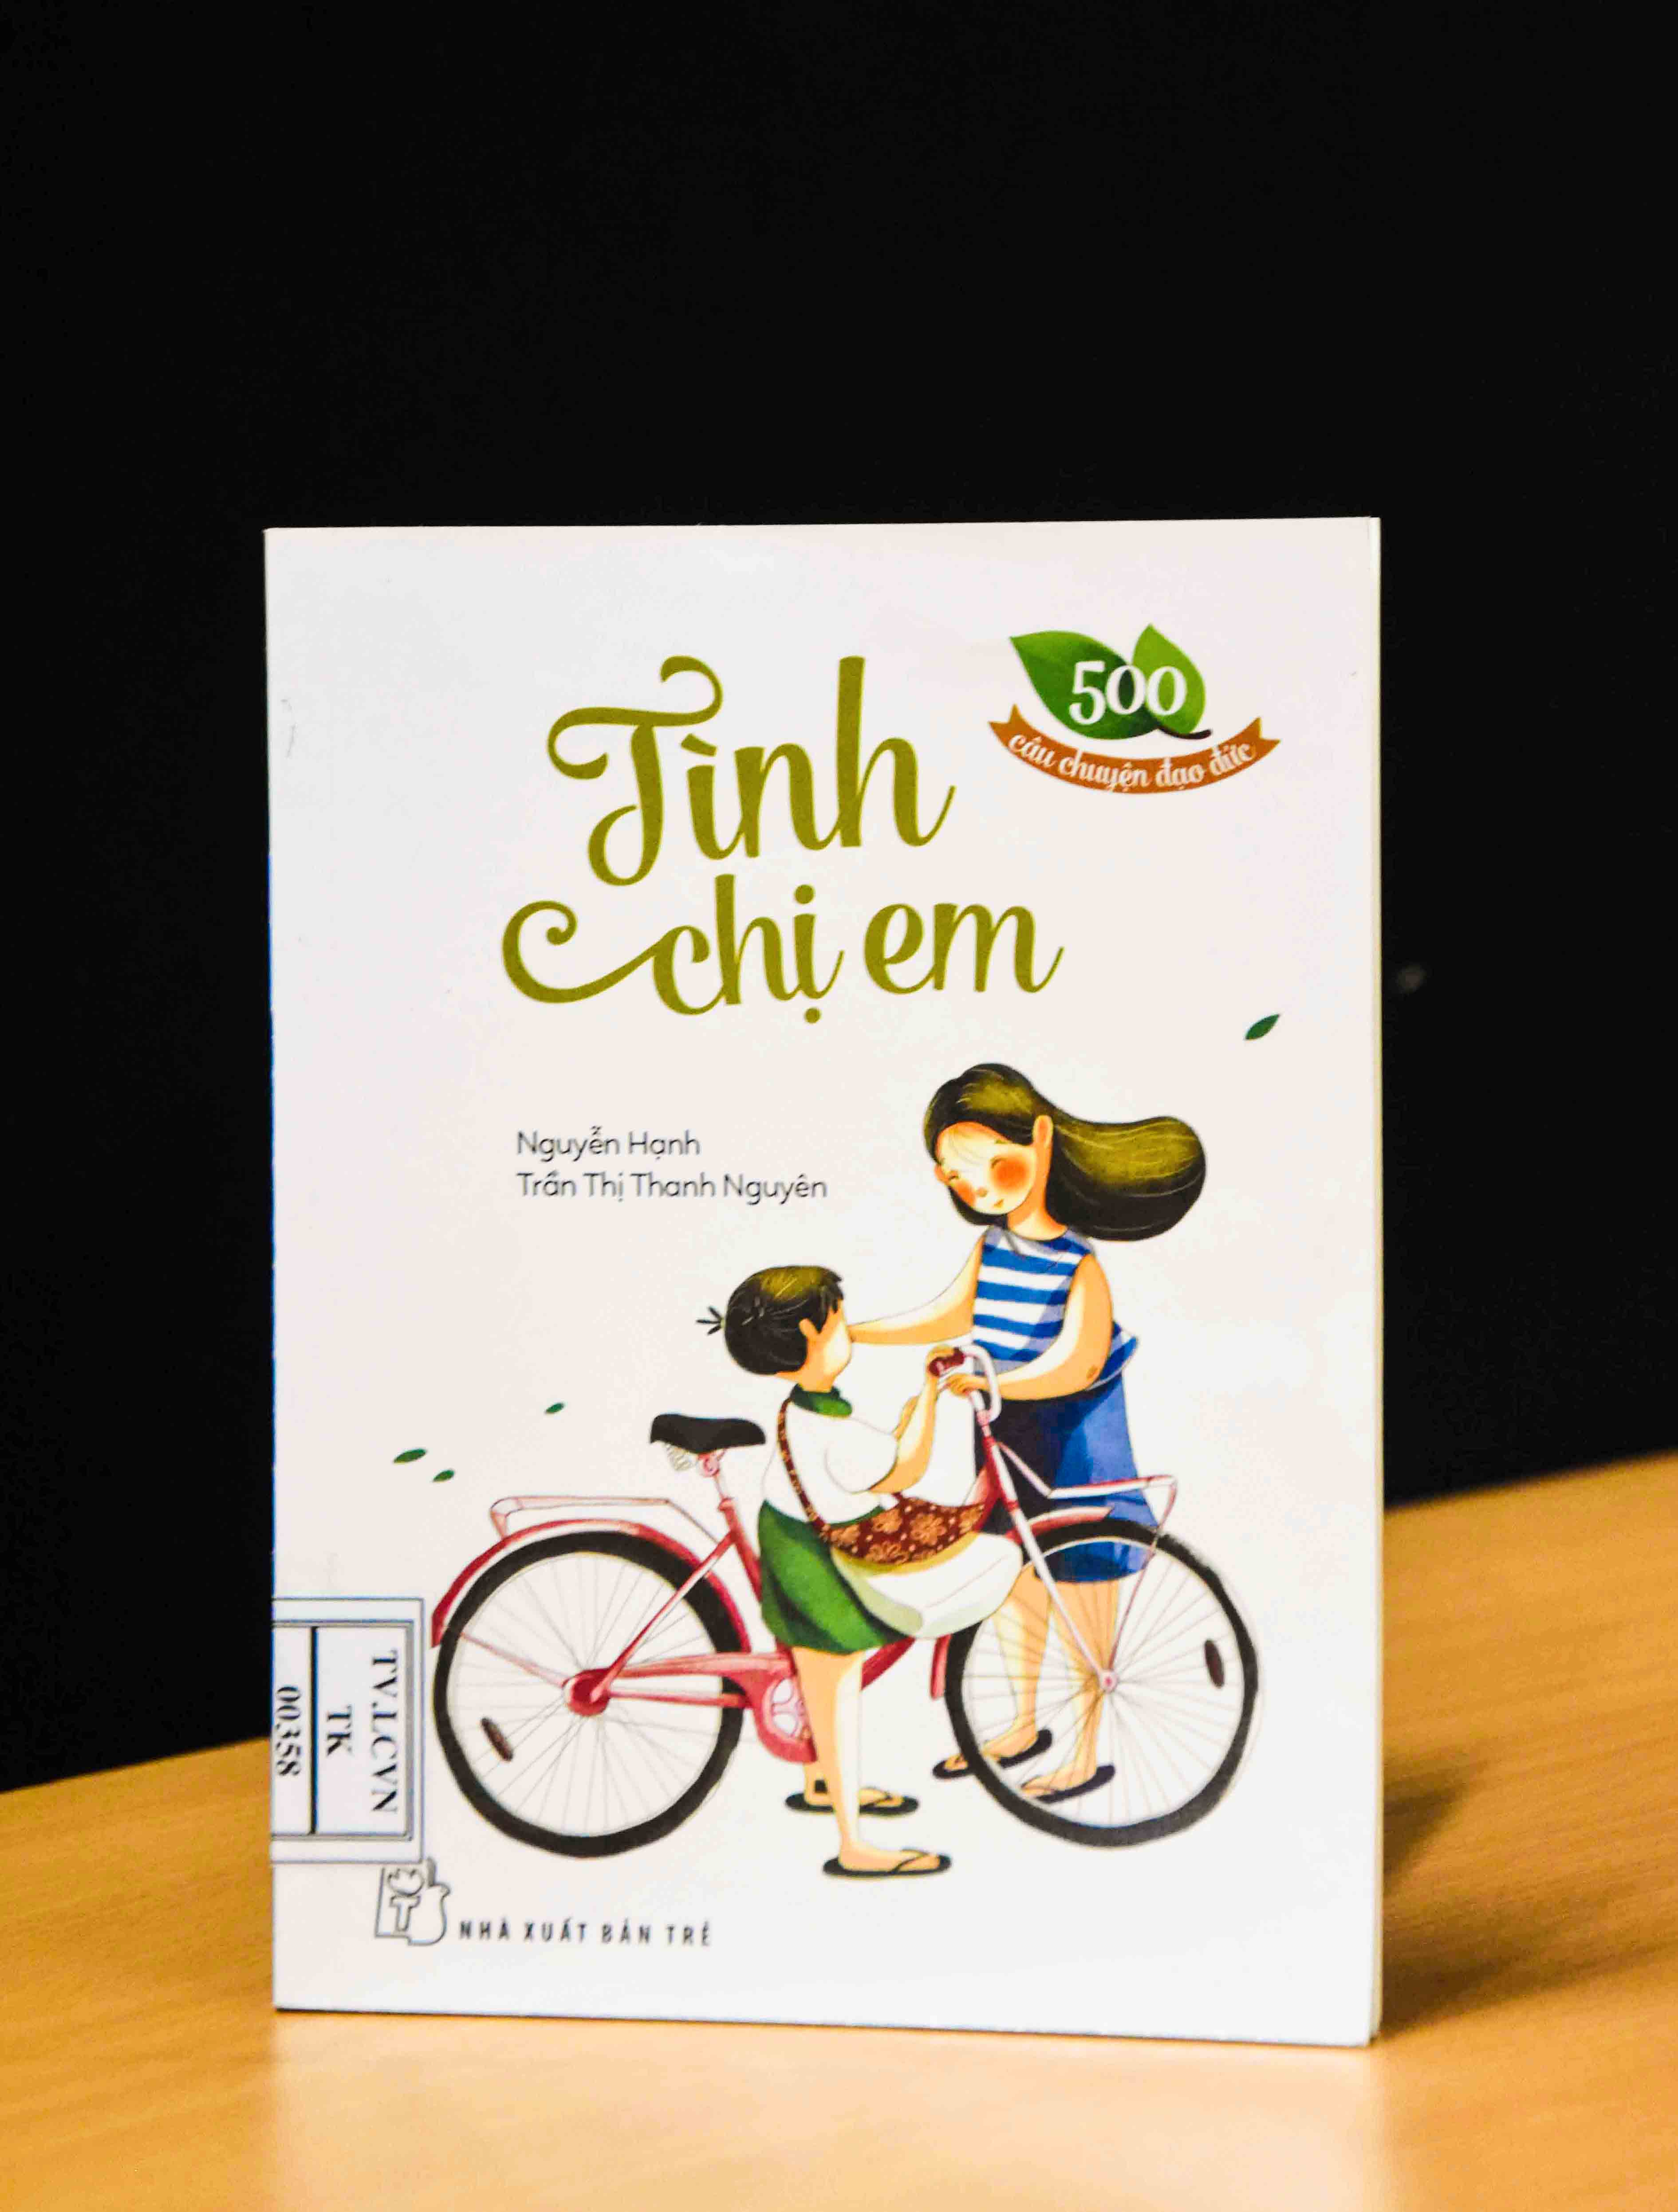 500
câu chuyện đạo đức
Tình
chị em
Nguyễn Hạnh
Trần Thị Thanh Nguyên
TV.LCVN
TK
00358
NHÀ XUẤT BẢN TRẺ